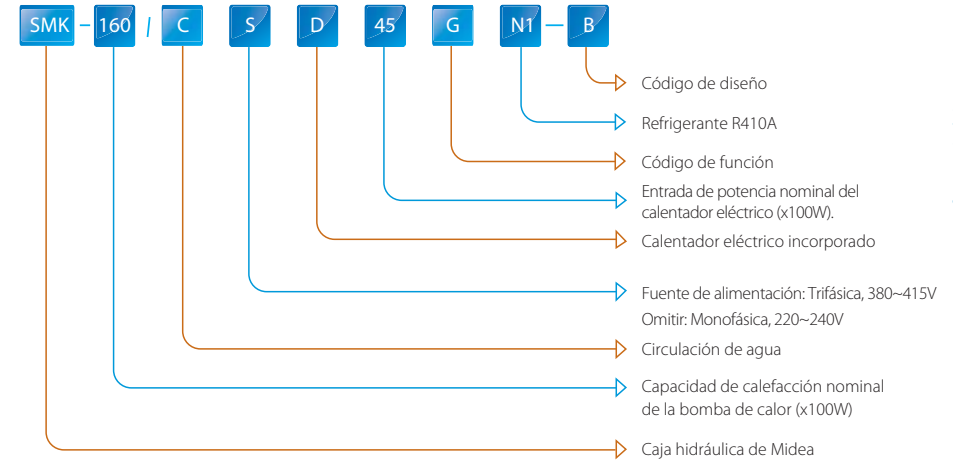 SMK – 160 / C S D 45 G N1 — B
Código de diseño
Refrigerante R410A
Código de función
Entrada de potencia nominal del
calentador eléctrico (x100W).
Calentador eléctrico incorporado
Fuente de alimentación: Trifásica, 380~415V
Omitir: Monofásica, 220~240V
Circulación de agua
Capacidad de calefacción nominal
de la bomba de calor (x100W)
Caja hidráulica de Midea